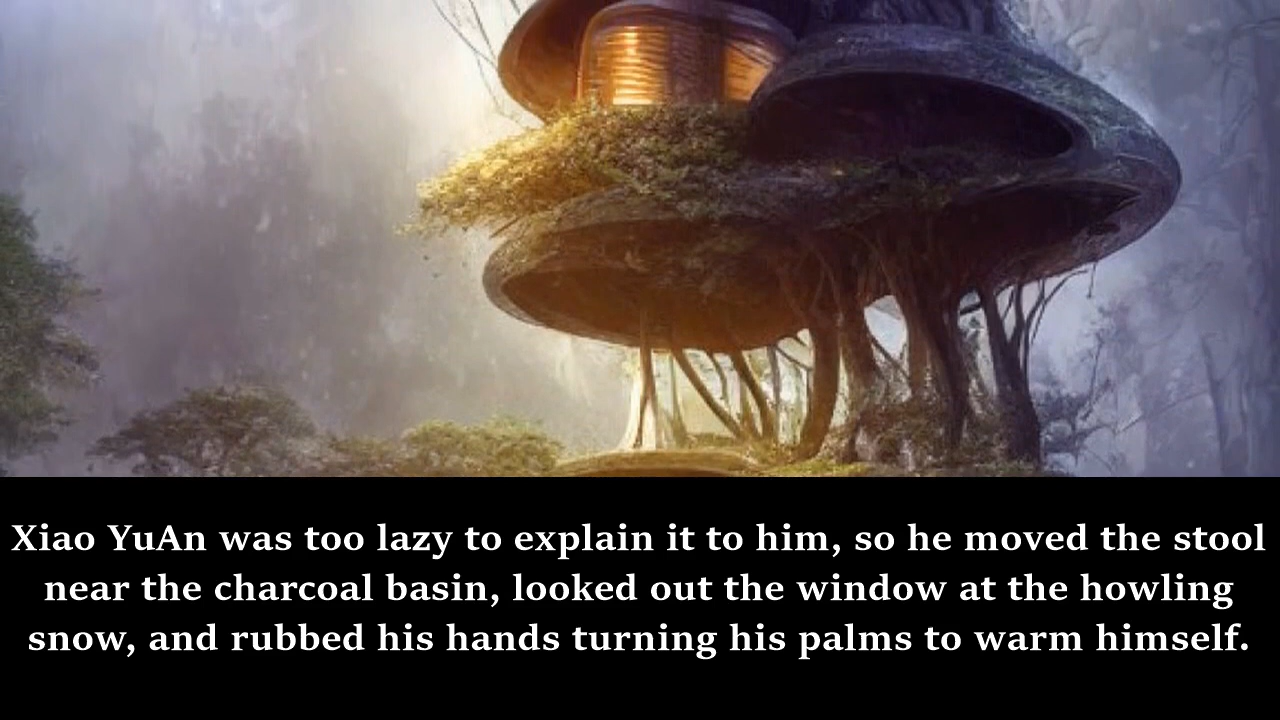 Xiao YuAn was too lazy to explain it to him, so he moved the stool
near the charcoal basin, looked out the window at the howling
snow, and rubbed his hands turning his palms to warm himself.